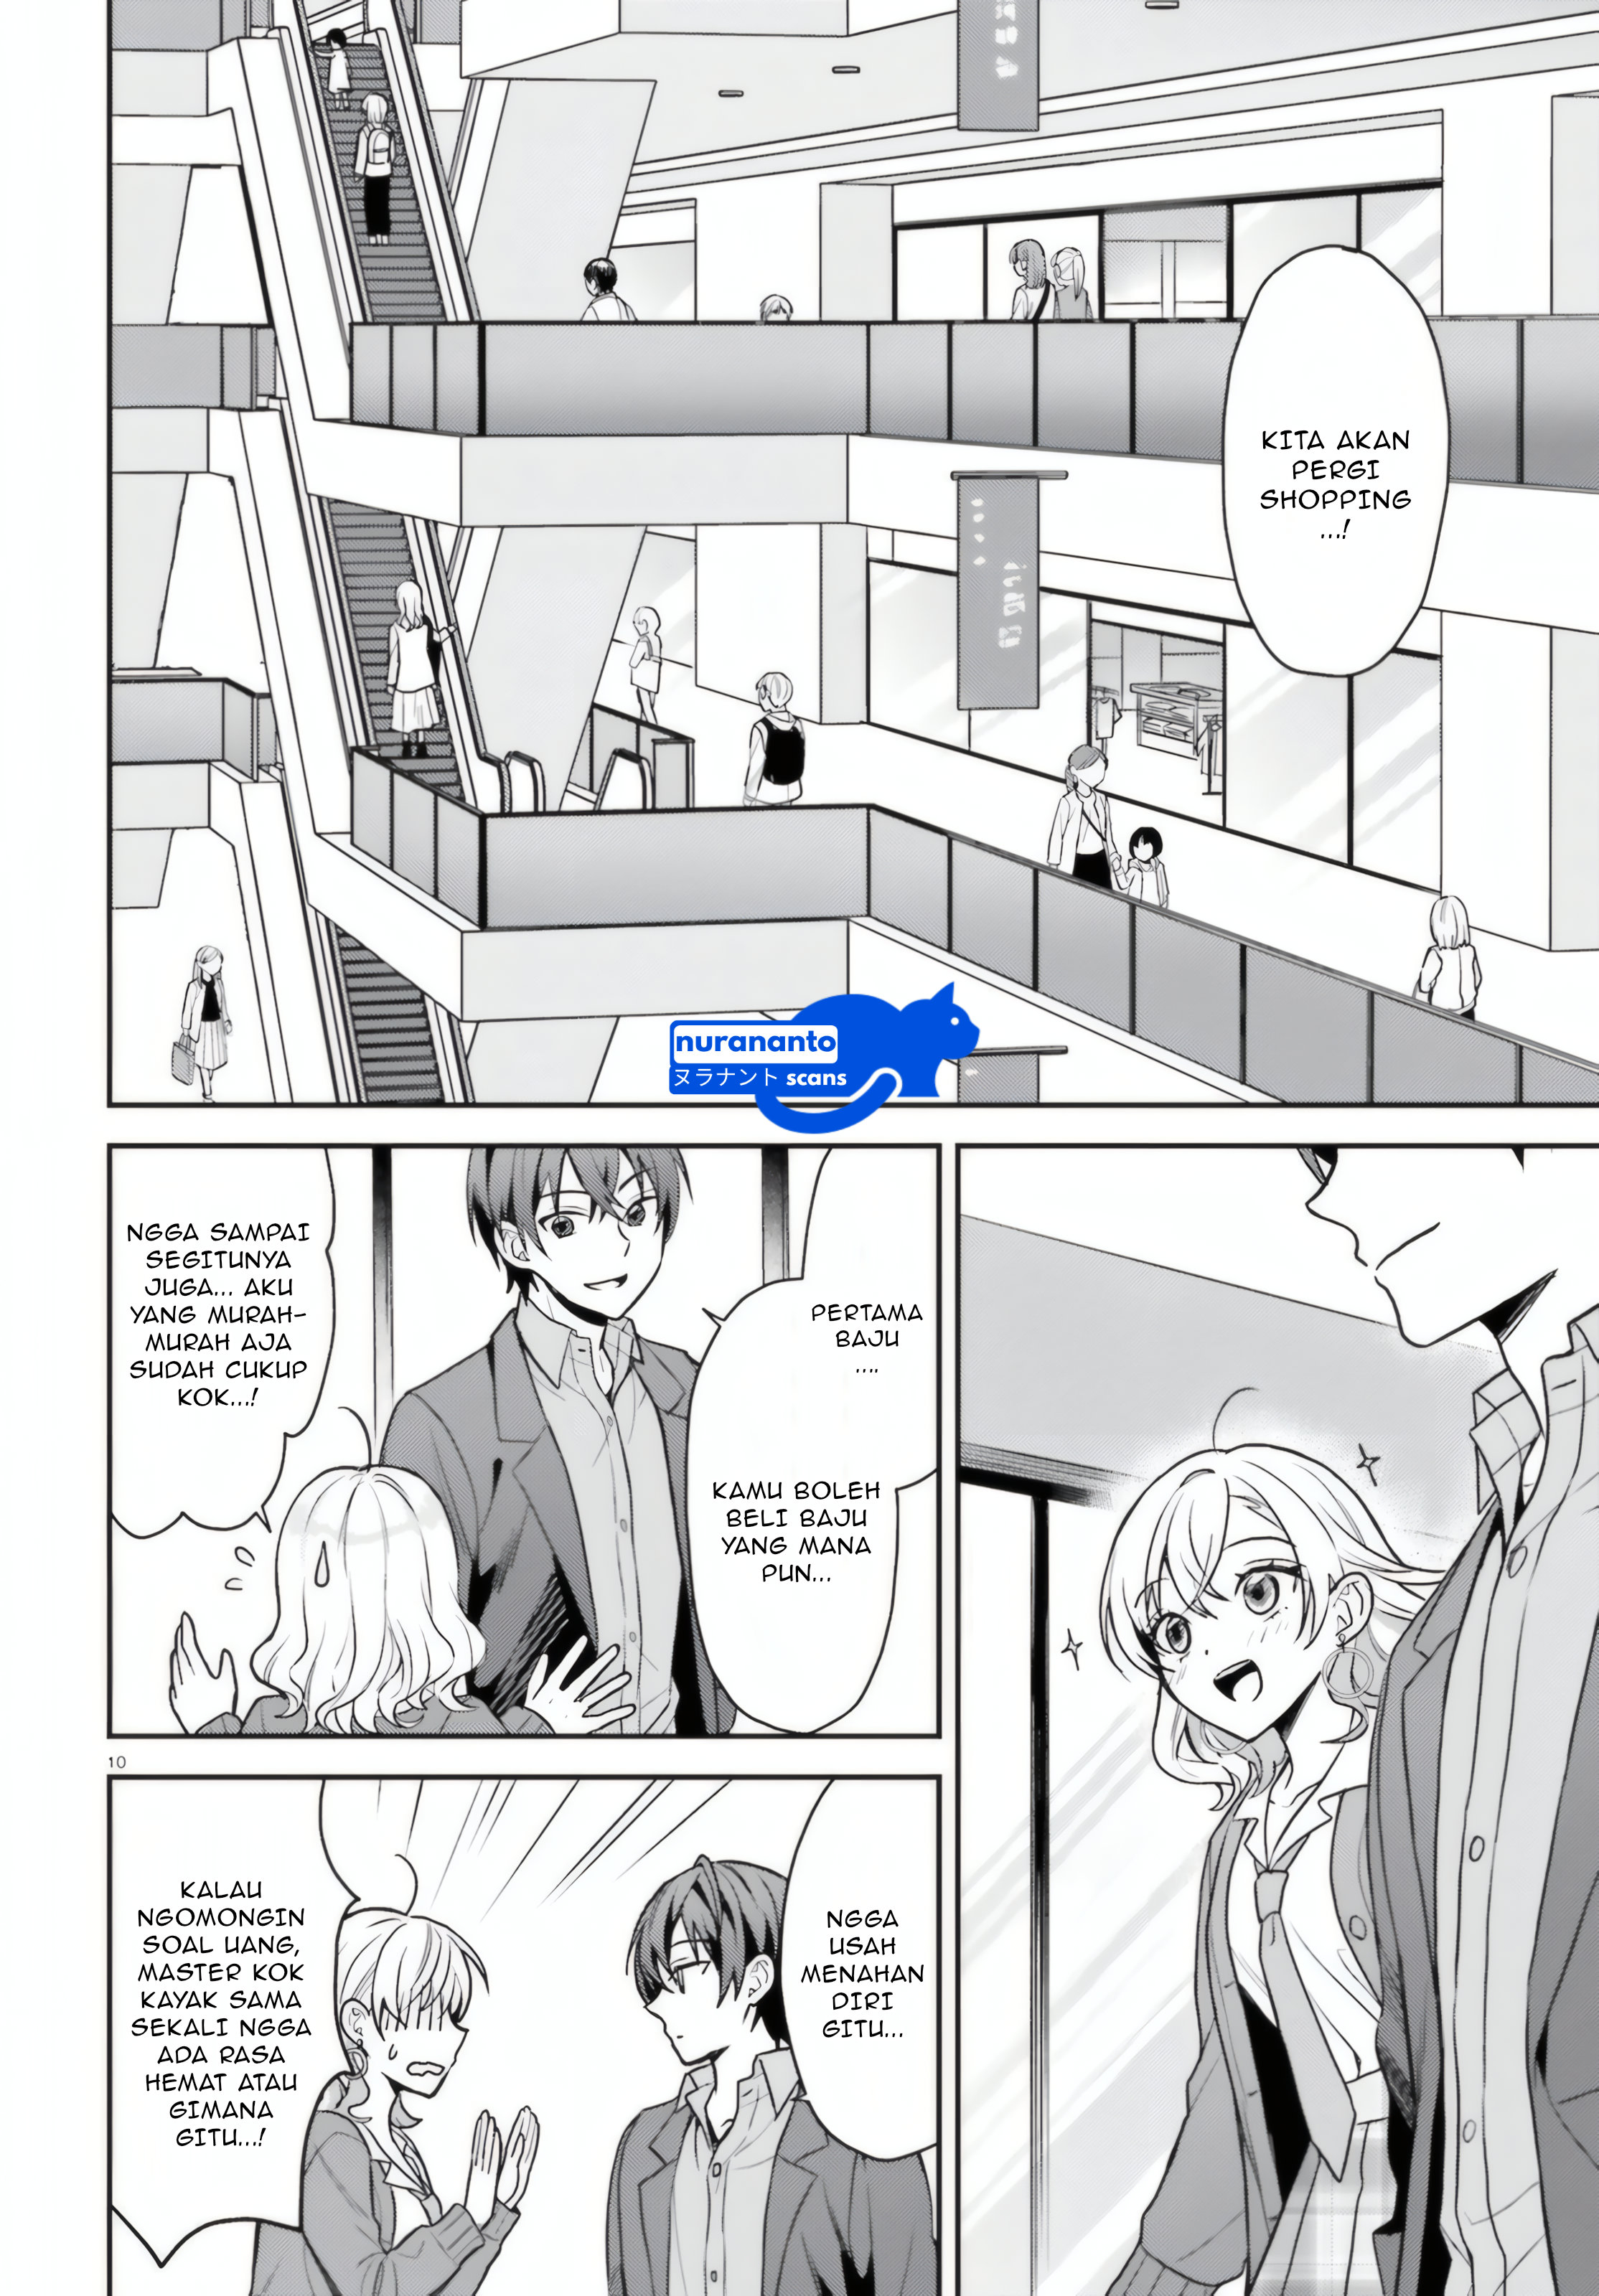 KITA AKAN
PERGI
SHOPPING
...!
nurananto
ヌラナント scans
PERTAMA
BAJU
....
KAMU BOLEH
BELI BAJU
YANG MANA
PUN...
NGGA SAMPAI
SEGITUNYA
JUGA... AKU
YANG MURAH-
MURAH AJA
SUDAH CUKUP
KOK...!
10
NGGA
USAH
MENAHAN
DIRI
GITU...
KALAU
NGOMONGIN
SOAL UANG,
MASTER KOK
KAYAK SAMA
SEKALI NGGA
ADA RASA
HEMAT ATAU
GIMANA
GITU...!